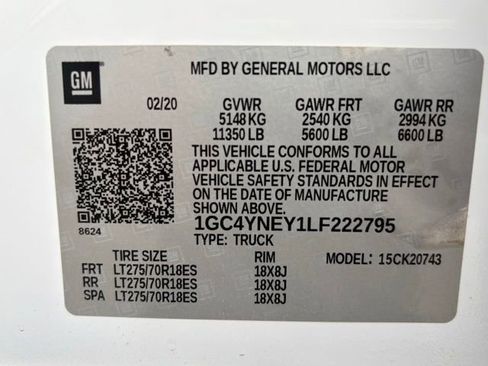 GM
MFD BY GENERAL MOTORS LLC
02/20 GVWR GAWR FRT GAWR RR
5148 KG 2540 KG 2994 KG
11350 LB 5600 LB 6600 LB
THIS VEHICLE CONFORMS TO ALL
APPLICABLE U.S. FEDERAL MOTOR
VEHICLE SAFETY STANDARDS IN EFFECT
ON THE DATE OF MANUFACTURE
SHOWN ABOVE.
8624 1GC4YNEY1LF222795
TYPE: TRUCK
TIRE SIZE RIM MODEL: 15CK20743
FRT LT275/70R18ES 18X8J
RR LT275/70R18ES 18X8J
SPA LT275/70R18ES 18X8J